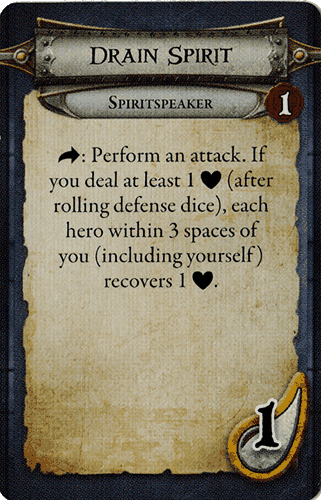 Drain Spirit
Spiritspeaker
1
: Perform an attack. If
you deal at least 1 ♥ (after
rolling defense dice), each
hero within 3 spaces of
you (including yourself)
recovers 1 ♥.
1